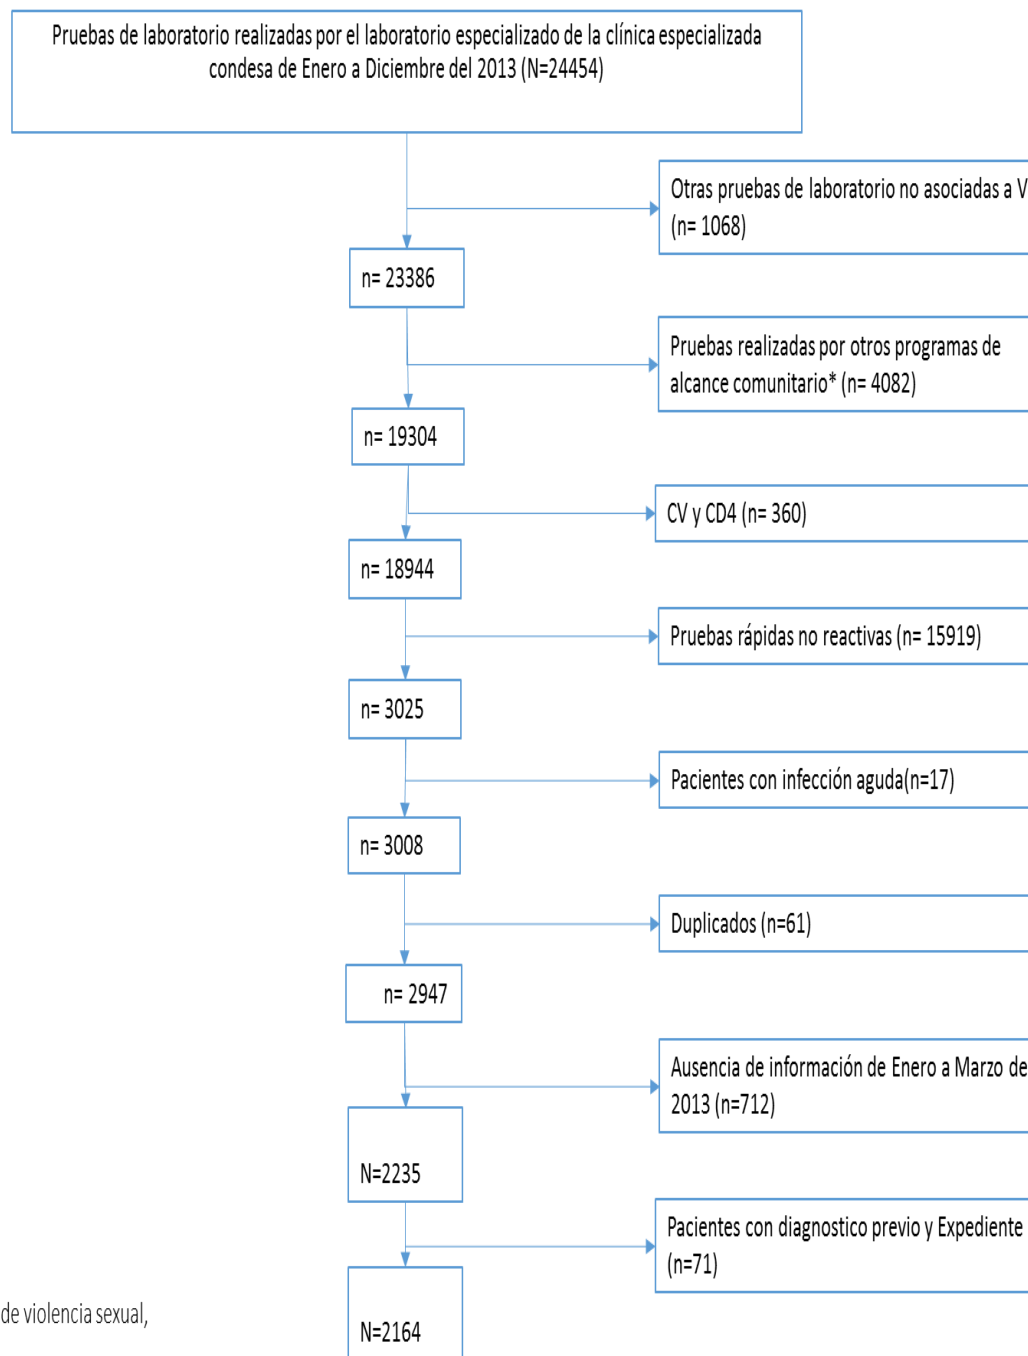 Pruebas de laboratorio realizadas por el laboratorio especializado de la clínica especializada
condesa de Enero a Diciembre del 2013 (N=24454)
Otras pruebas de laboratorio no asociadas a V
(n= 1068)
n= 23386
Pruebas realizadas por otros programas de
alcance comunitario* (n= 4082)
n= 19304
CV y CD4 (n= 360)
n= 18944
Pruebas rápidas no reactivas (n= 15919)
n= 3025
Pacientes con infección aguda(n=17)
n= 3008
Duplicados (n=61)
n= 2947
Ausencia de información de Enero a Marzo de
2013 (n=712)
N=2235
Pacientes con diagnostico previo y Expediente
(n=71)
de violencia sexual,
N=2164